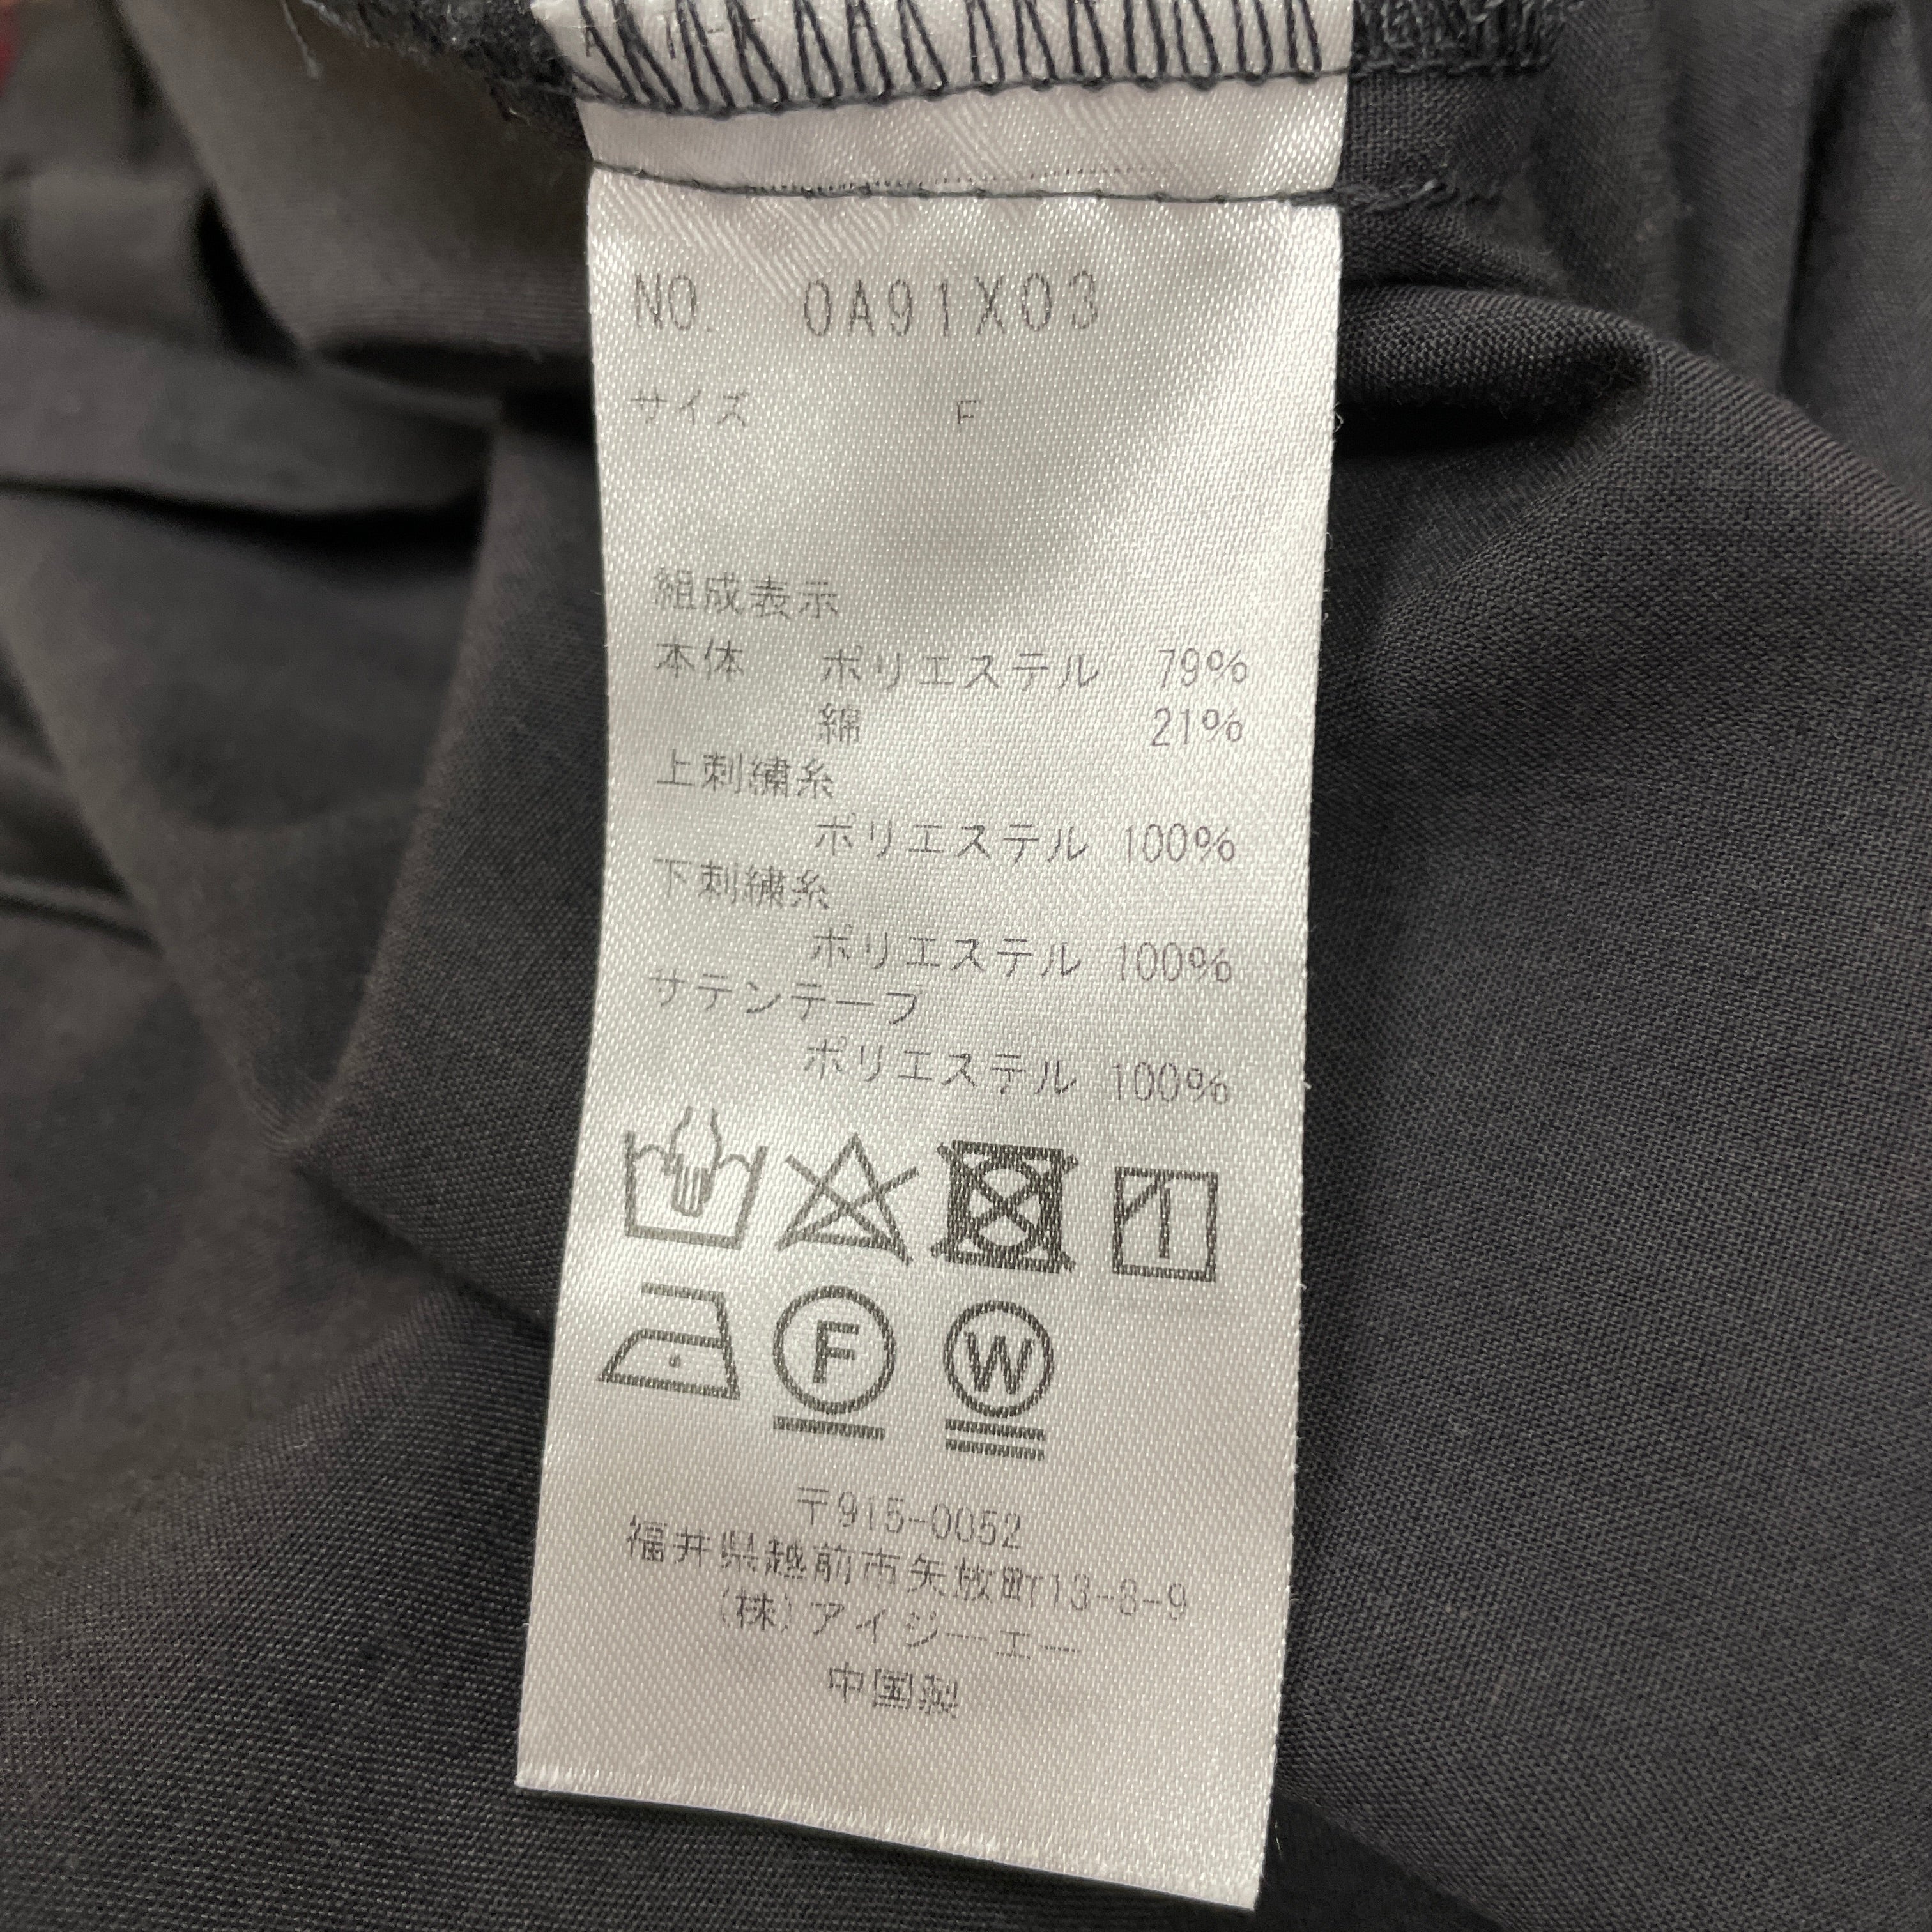 NO. 0A91X03
サイズ F
組成表示
本体 ポリエステル 79%
綿 21%
上刺繍糸
ポリエステル 100%
下刺繍糸
ポリエステル 100%
サテンテープ
ポリエステル 100%
F W
〒915-0052
福井県越前市矢放町13-8-9
(株)アイジーエー
中国製